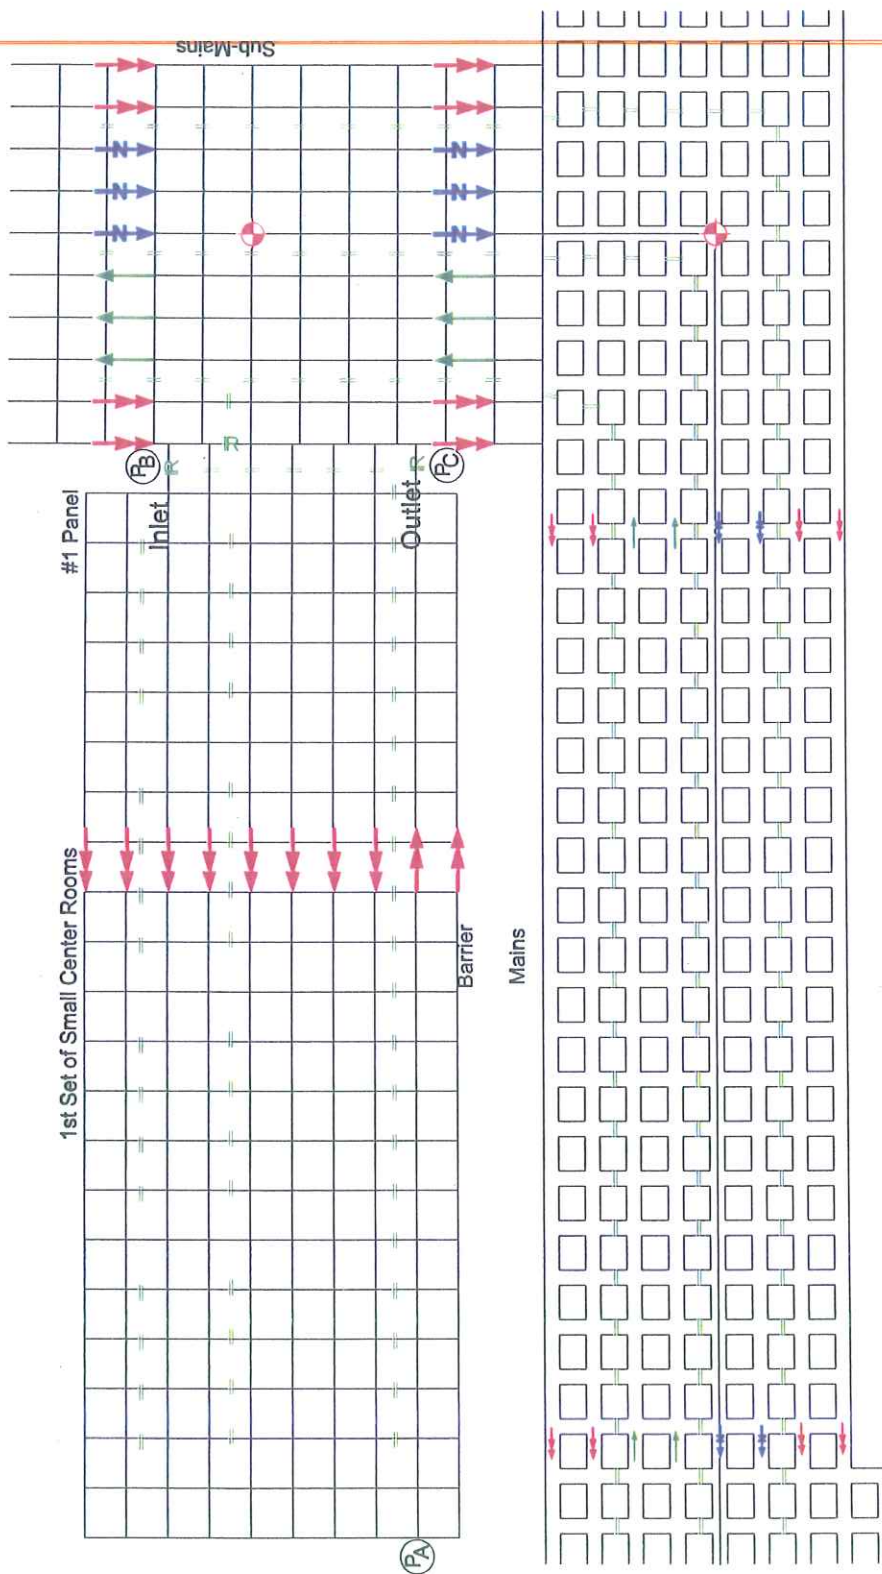 Sub-Mains
N
N
N
N
N
N
PB
R
R
R
PC
#1 Panel
Inlet
Outlet
1st Set of Small Center Rooms
Barrier
Mains
PA